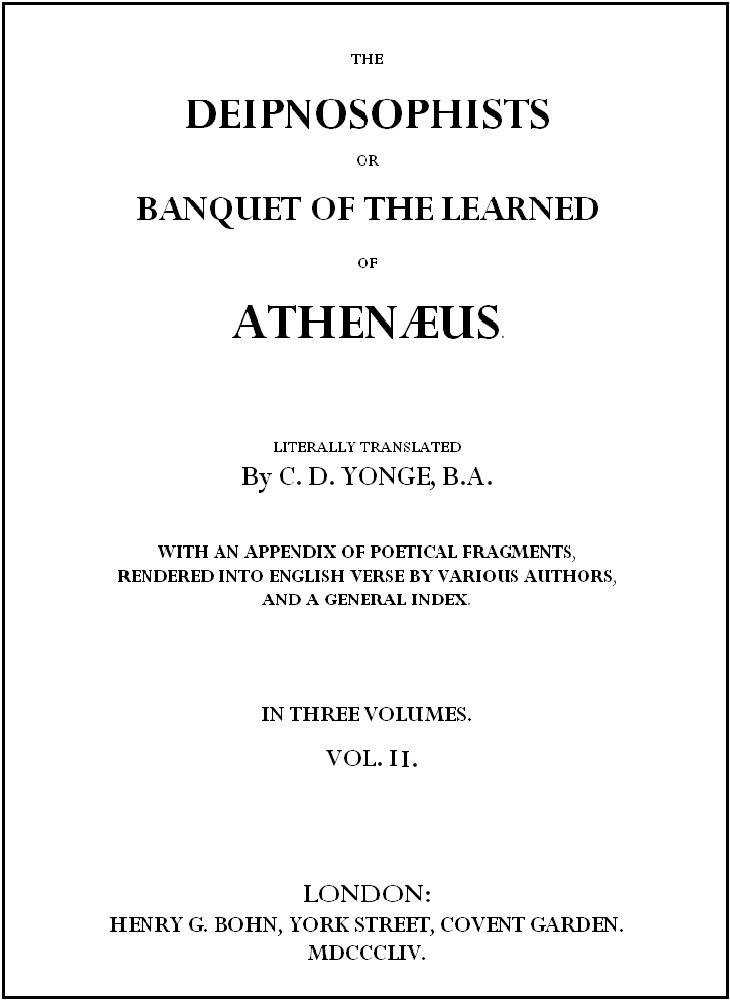 THE
DEIPNOSOPHISTS
OR
BANQUET OF THE LEARNED
OF
ATHENÆUS.
LITERALLY TRANSLATED
By C. D. YONGE, B.A.
WITH AN APPENDIX OF POETICAL FRAGMENTS,
RENDERED INTO ENGLISH VERSE BY VARIOUS AUTHORS,
AND A GENERAL INDEX.
IN THREE VOLUMES.
VOL. II.
LONDON:
HENRY G. BOHN, YORK STREET, COVENT GARDEN.
MDCCCLIV.